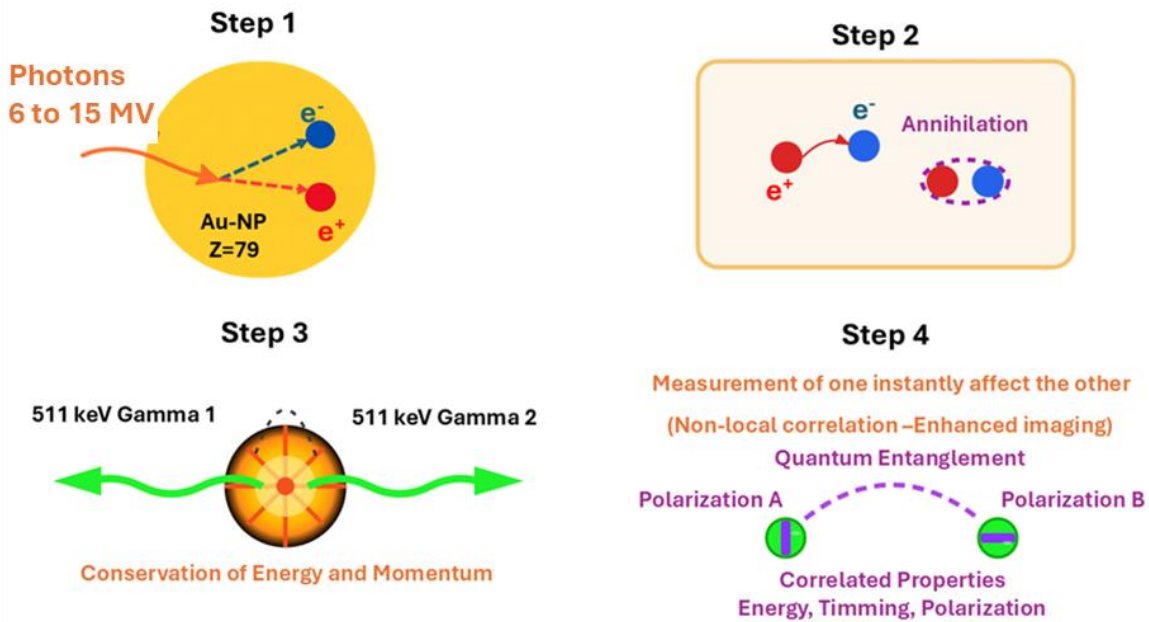 Step 1
Photons
6 to 15 MV
e-
e+
Au-NP
Z=79
Step 2
e-
Annihilation
e+
Step 3
511 keV Gamma 1
511 keV Gamma 2
Conservation of Energy and Momentum
Step 4
Measurement of one instantly affect the other
(Non-local correlation –Enhanced imaging)
Quantum Entanglement
Polarization A
Polarization B
Correlated Properties
Energy, Timming, Polarization